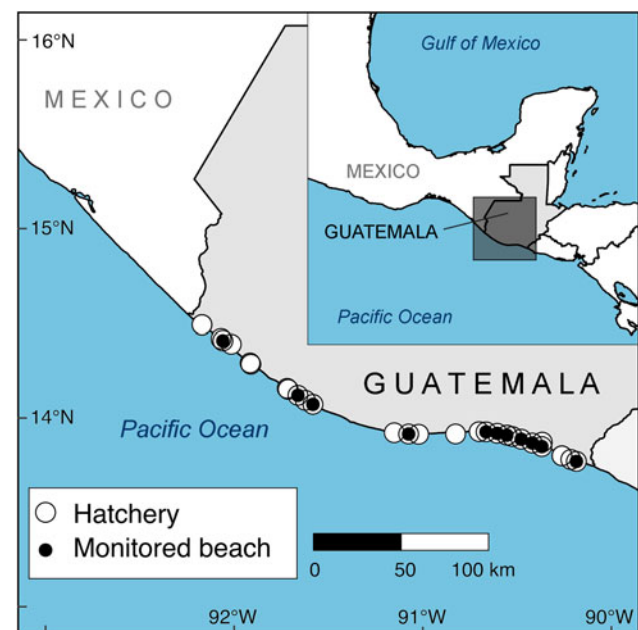 16°N
Gulf of Mexico
MEXICO
MEXICO
15°N
GUATEMALA
Pacific Ocean
GUATEMALA
14°N
Pacific Ocean
Hatchery
Monitored beach
0 50 100 km
92°W 91°W 90°W